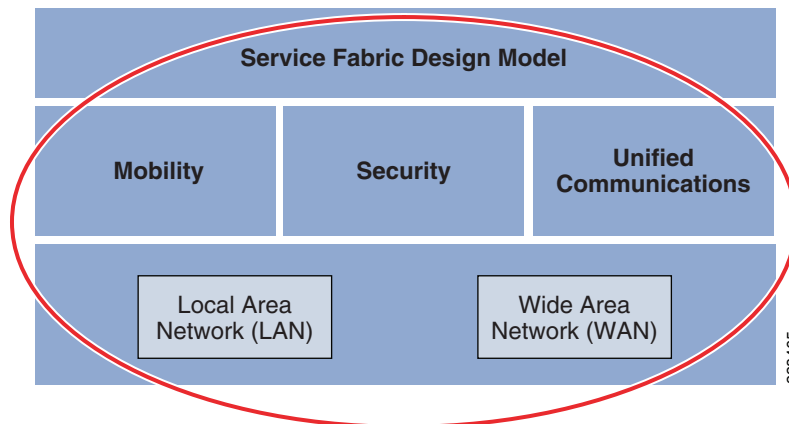 Service Fabric Design Model
Mobility
Security
Unified
Communications
Local Area
Network (LAN)
Wide Area
Network (WAN)